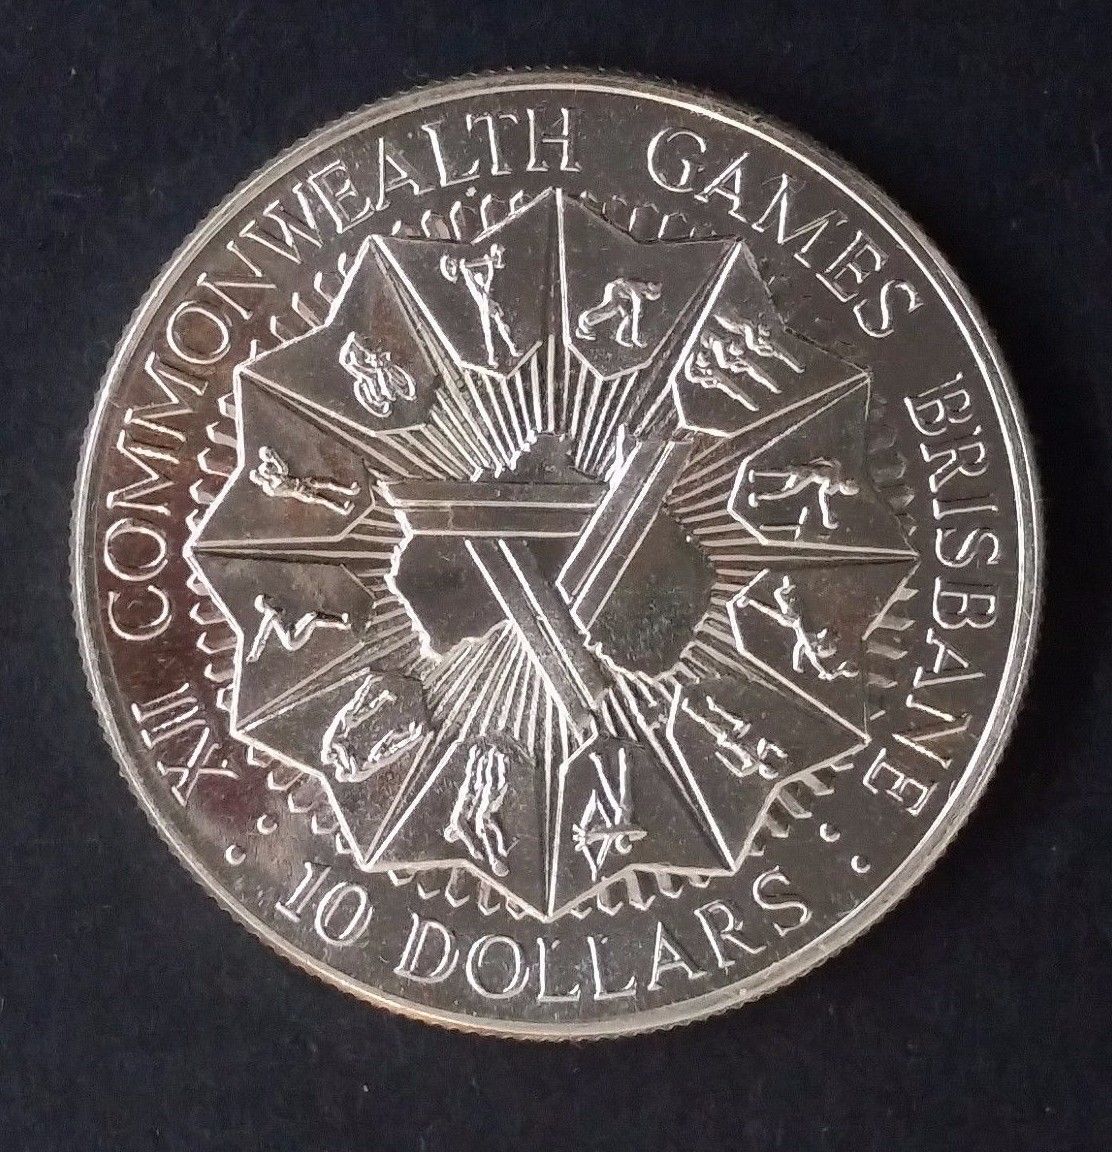 XII COMMONWEALTH GAMES BRISBANE
10 DOLLARS